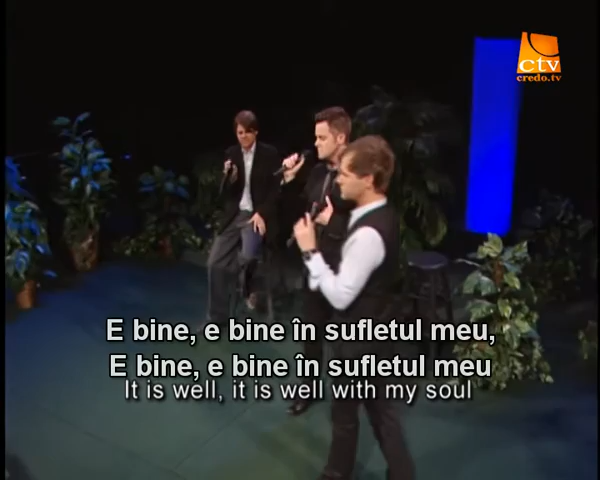 ctv
credo.tv
E bine, e bine în sufletul meu,
E bine, e bine în sufletul meu
It is well, it is well with my soul